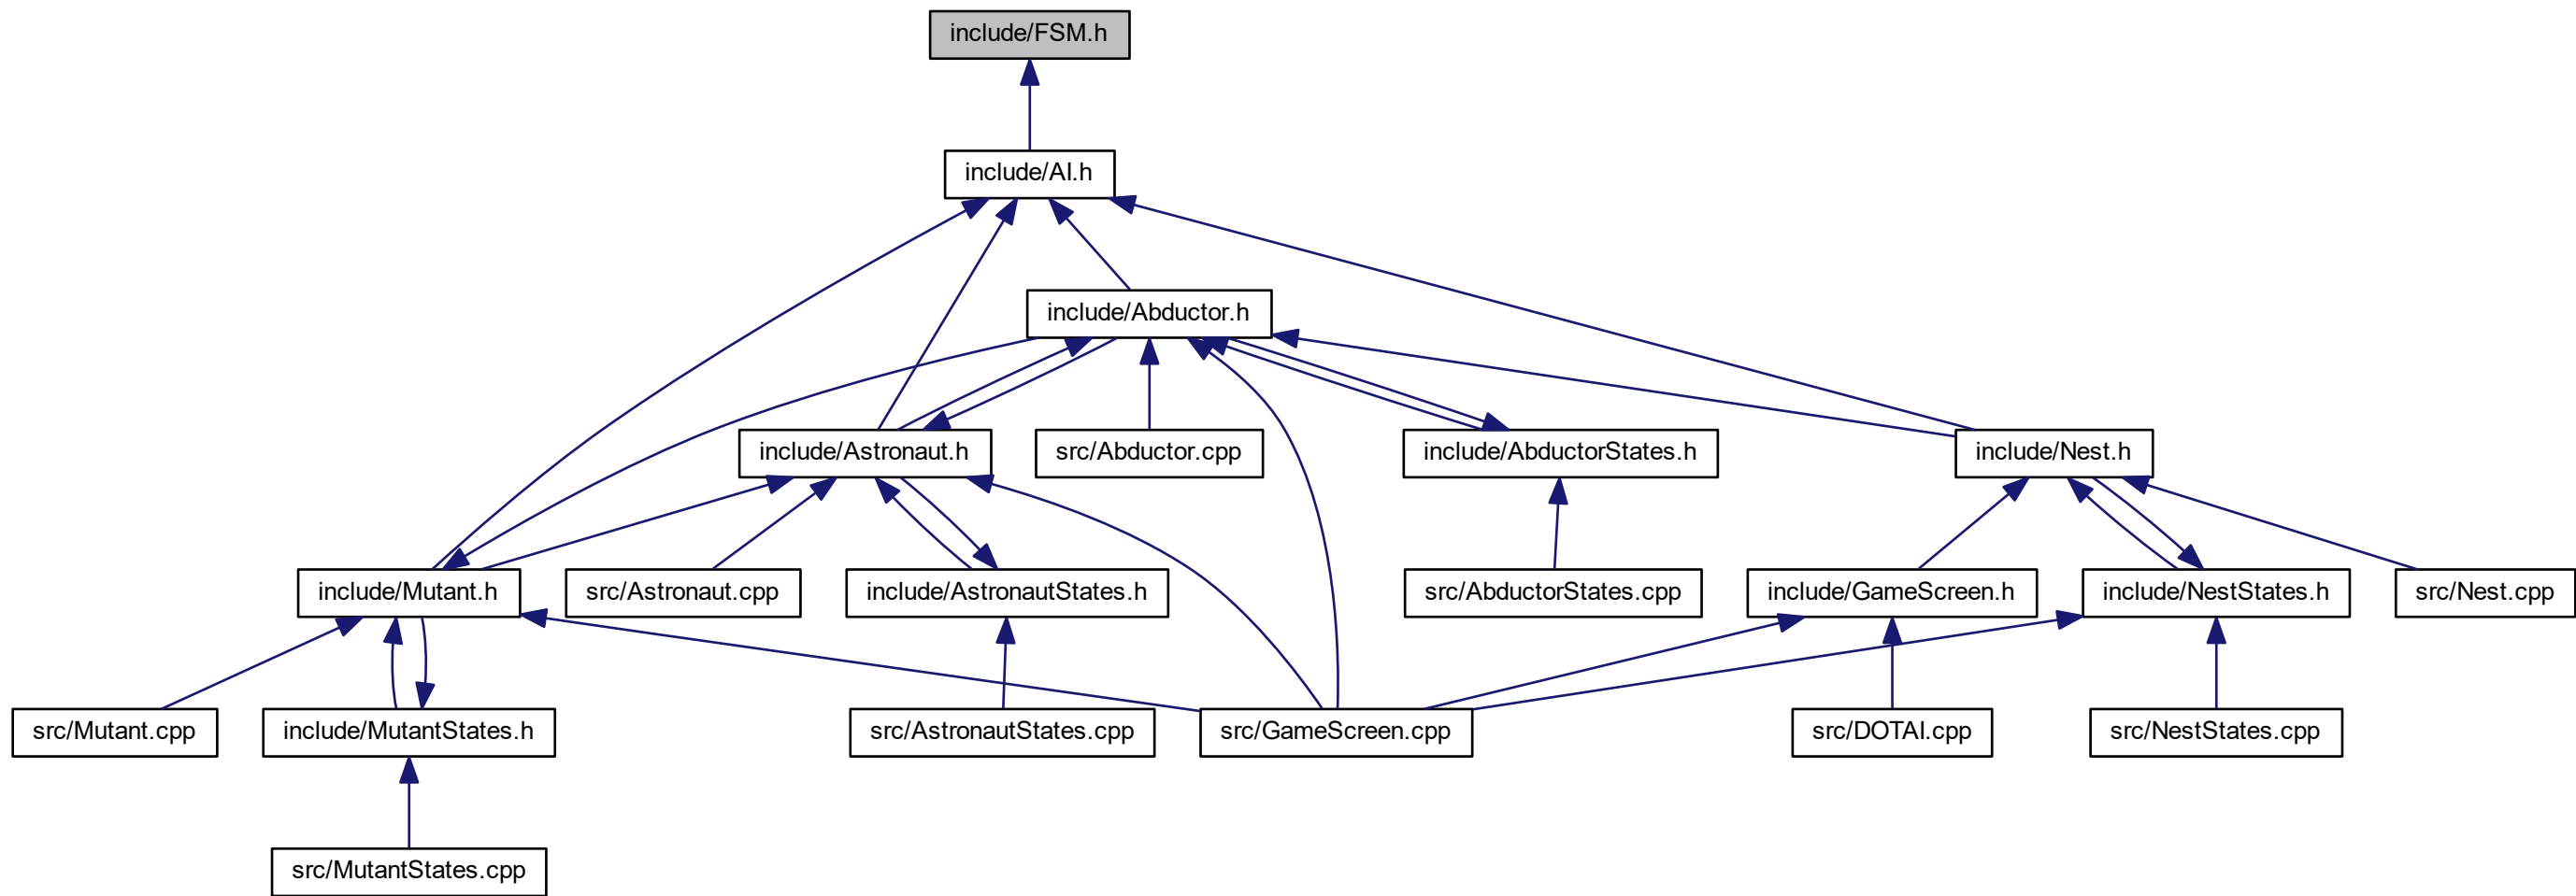 include/FSM.h
include/AI.h
include/Abductor.h
include/Astronaut.h
src/Abductor.cpp
include/AbductorStates.h
include/Nest.h
include/Mutant.h
src/Astronaut.cpp
include/AstronautStates.h
src/AbductorStates.cpp
include/GameScreen.h
include/NestStates.h
src/Nest.cpp
src/Mutant.cpp
include/MutantStates.h
src/AstronautStates.cpp
src/GameScreen.cpp
src/DOTAI.cpp
src/NestStates.cpp
src/MutantStates.cpp